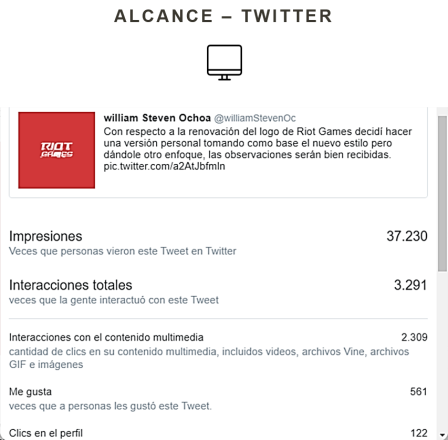 ALCANCE – TWITTER
william Steven Ochoa @williamStevenOc
Con respecto a la renovación del logo de Riot Games decidí hacer
una versión personal tomando como base el nuevo estilo pero
dándole otro enfoque, las observaciones serán bien recibidas.
pic.twitter.com/a2AtJbfmIn
RIOT
GAMES
Impresiones 37.230
Veces que personas vieron este Tweet en Twitter
Interacciones totales 3.291
veces que la gente interactuó con este Tweet
Interacciones con el contenido multimedia 2.309
cantidad de clics en su contenido multimedia, incluidos videos, archivos Vine, archivos
GIF e imágenes
Me gusta 561
veces que a personas les gustó este Tweet.
Clics en el perfil 122